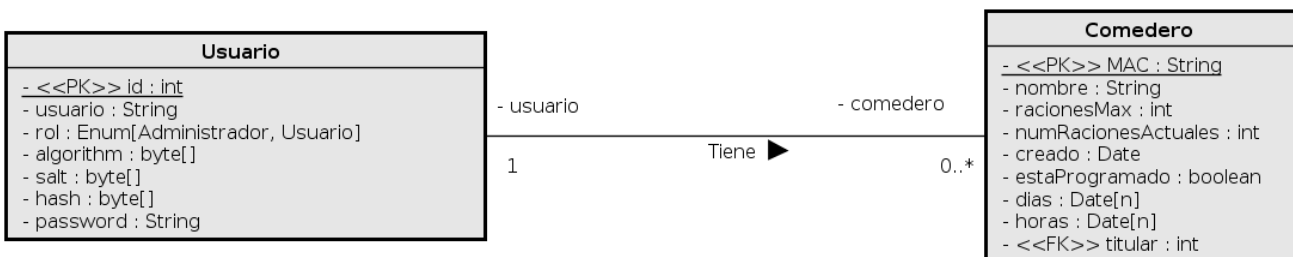 Usuario
- <<PK>> id : int
- usuario : String
- rol : Enum[Administrador, Usuario]
- algorithm : byte[]
- salt : byte[]
- hash : byte[]
- password : String
- usuario
1
Tiene
- comedero
0..*
Comedero
- <<PK>> MAC : String
- nombre : String
- racionesMax : int
- numRacionesActuales : int
- creado : Date
- estaProgramado : boolean
- dias : Date[n]
- horas : Date[n]
- <<FK>> titular : int